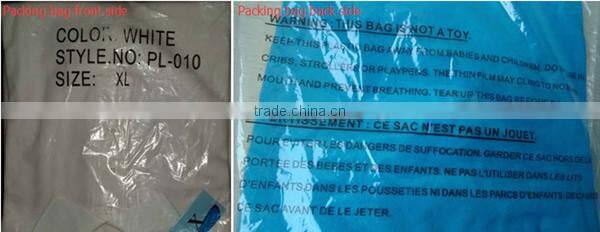 Packing bag front side
COLOR: WHITE
STYLE.NO: PL-010
SIZE: XL
Packing bag back side
WARNING: THIS BAG IS NOT A TOY.
KEEP THIS PLASTIC BAG AWAY FROM BABIES AND CHILDREN. DO
CRIBS. STROLLER OR PLAYPENS. THE THIN FILM MAY CLING TO NOSE
MOUTH AND PREVENT BREATHING. TEAR UP THIS BAG BEFORE
trade.china.cn
ERTISSEMENT : CE SAC N'EST PAS UN JOUET.
POUR EVITER LES DANGERS DE SUFFOCATION. GARDER CE SAC HORS DE LA
PORTEE DES BEBES ET DES ENFANTS. NE PAS L'UTILISER DANS LES LITS
D'ENFANTS DANS LES POUSSETIES NI DANS LES PARCS D'ENFANTS. DE
CE SAC AVANT DE LE JETER.